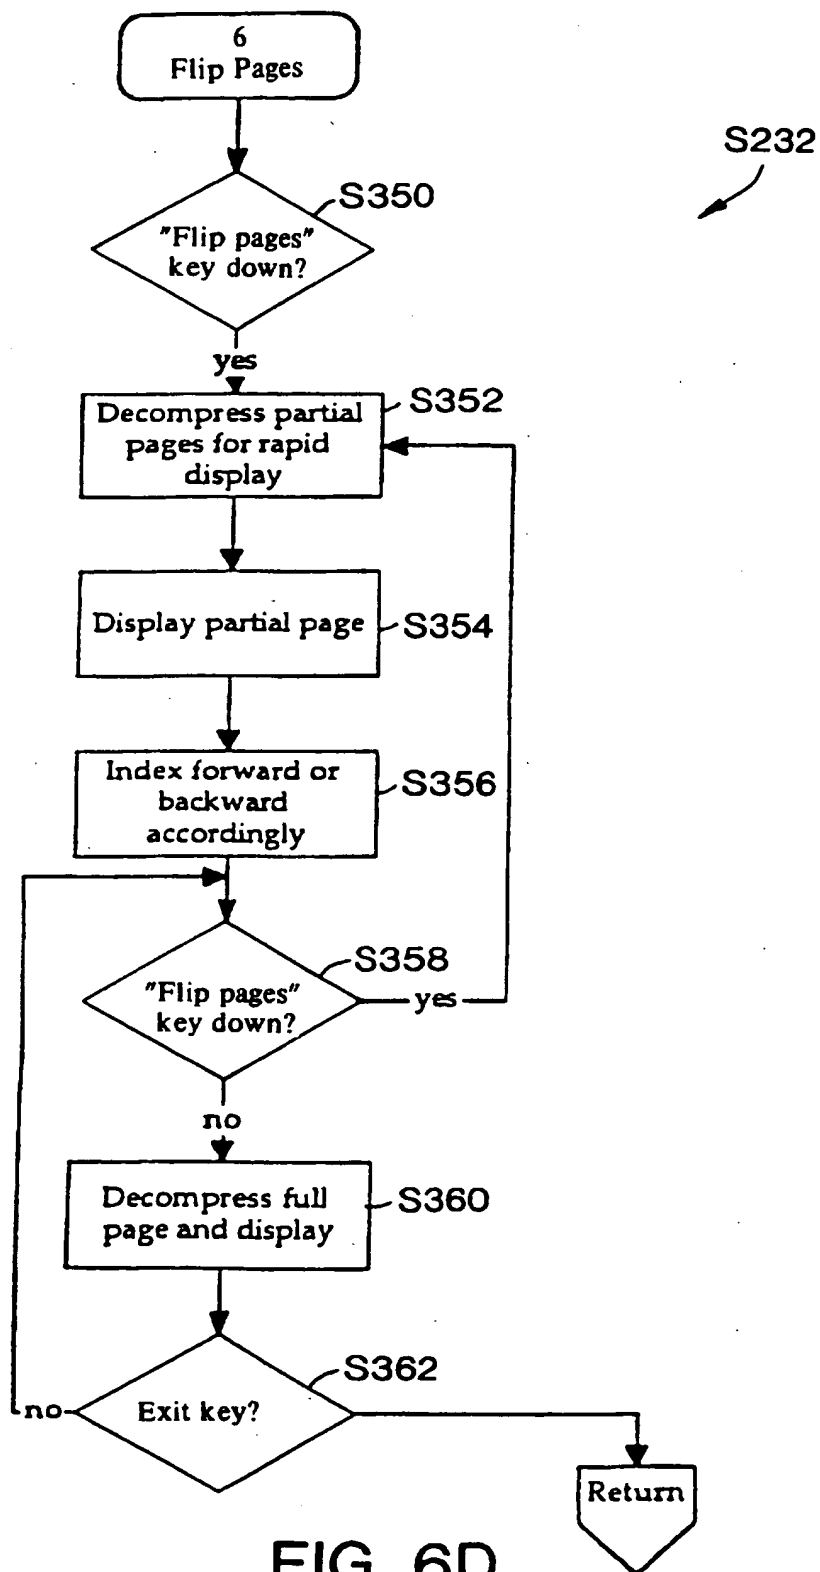 6
Flip Pages
S232
S350
"Flip pages"
key down?
yes
S352
Decompress partial
pages for rapid
display
Display partial page
S354
Index forward or
backward
accordingly
S356
S358
"Flip pages"
key down?
yes
no
Decompress full
page and display
S360
S362
no
Exit key?
Return
FIG. 6D